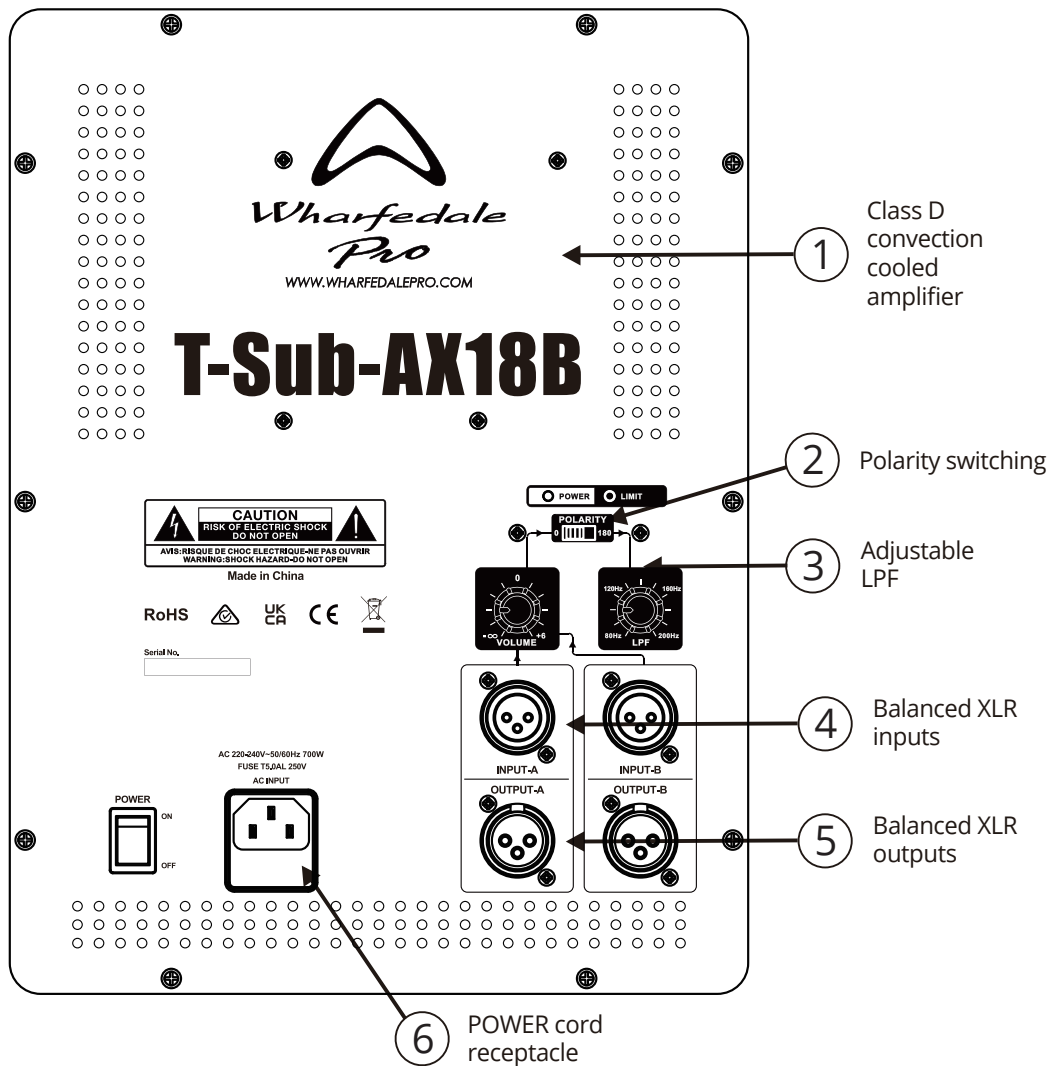 Wharfedale
Pro
WWW.WHARFEDALEPRO.COM
T-Sub-AX18B
1
Class D
convection
cooled
amplifier
2
Polarity switching
POWER
LIMIT
POLARITY
0
180
3
Adjustable
LPF
CAUTION
RISK OF ELECTRIC SHOCK
DO NOT OPEN
AVIS:RISQUE DE CHOC ELECTRIQUE-NE PAS OUVRIR
WARNING:SHOCK HAZARD-DO NOT OPEN
Made in China
RoHS
UK
CA
CE
Serial No.
0
-∞
+6
VOLUME
120Hz
160Hz
80Hz
200Hz
LPF
4
Balanced XLR
inputs
INPUT-A
INPUT-B
OUTPUT-A
OUTPUT-B
5
Balanced XLR
outputs
AC 220-240V~50/60Hz 700W
FUSE T5.0AL 250V
AC INPUT
POWER
ON
OFF
6
POWER cord
receptacle